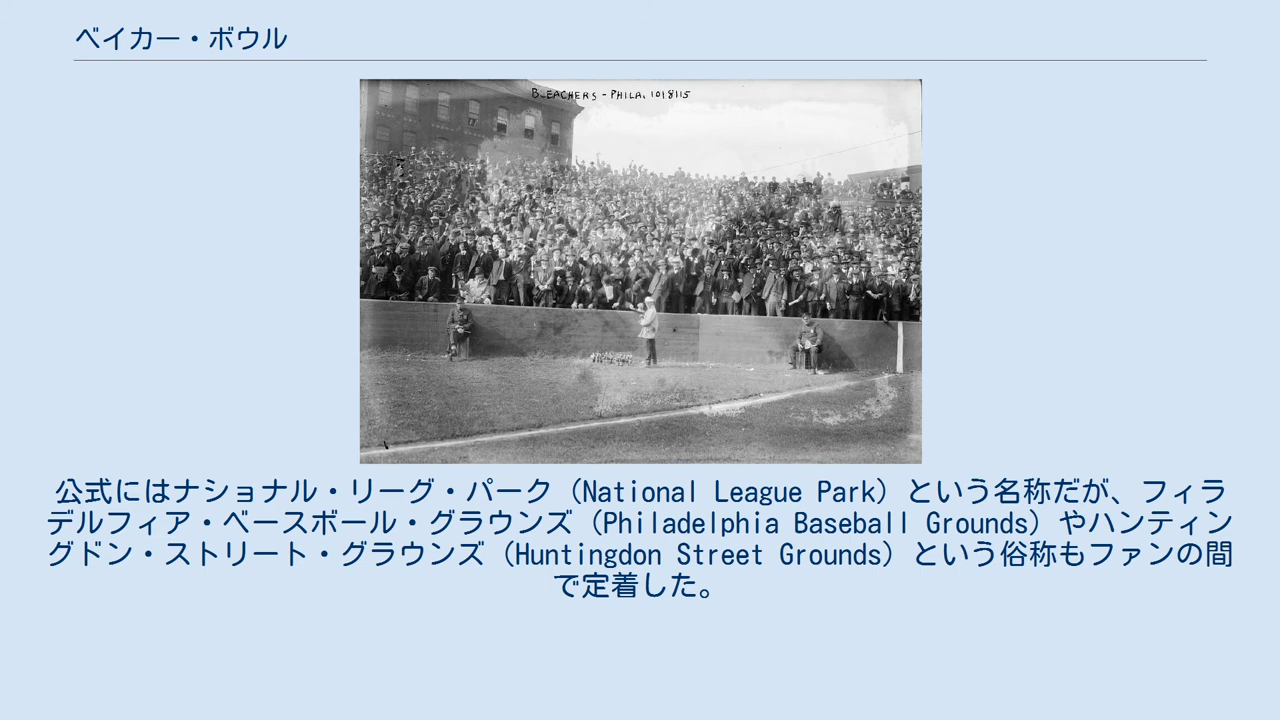 ベイカー・ボウル
BLEACHERS - PHILA. 10/8/15
公式にはナショナル・リーグ・パーク（National League Park）という名称だが、フィラ
デルフィア・ベースボール・グラウンズ（Philadelphia Baseball Grounds）やハンティン
グドン・ストリート・グラウンズ（Huntingdon Street Grounds）という俗称もファンの間
で定着した。